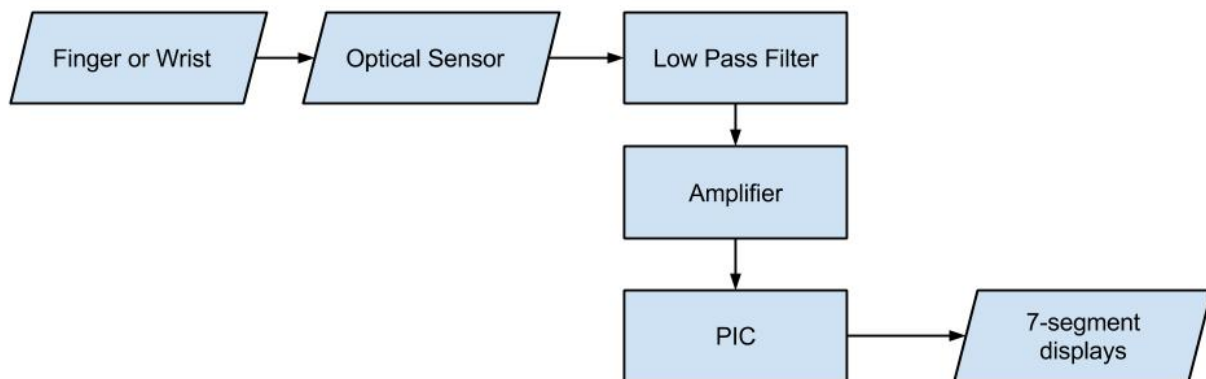 Finger or Wrist
Optical Sensor
Low Pass Filter
Amplifier
PIC
7-segment
displays